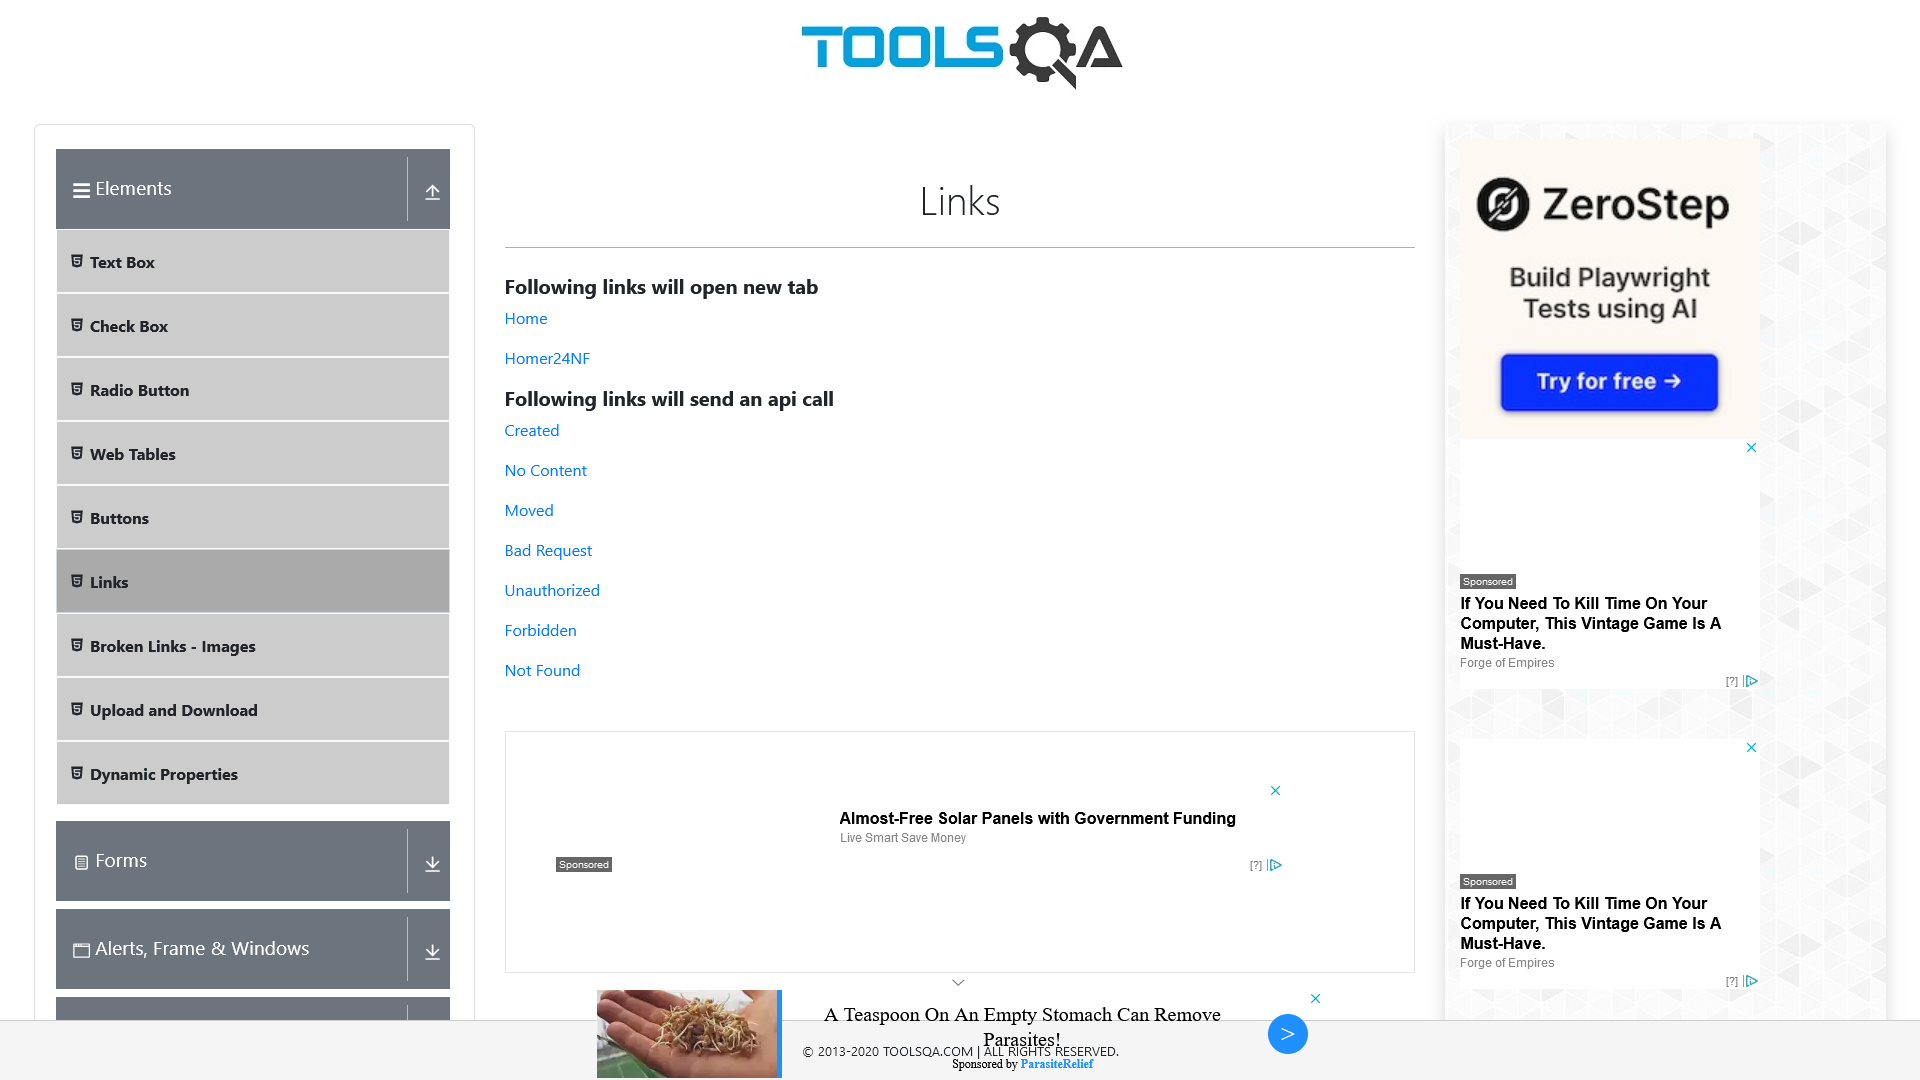 TOOLSQA
Elements
Text Box
Check Box
Radio Button
Web Tables
Buttons
Links
Broken Links - Images
Upload and Download
Dynamic Properties
Forms
Alerts, Frame & Windows
Links
Following links will open new tab
Home
Homer24NF
Following links will send an api call
Created
No Content
Moved
Bad Request
Unauthorized
Forbidden
Not Found
Almost-Free Solar Panels with Government Funding
Live Smart Save Money
Sponsored
[?]
ZeroStep
Build Playwright
Tests using AI
Try for free →
Sponsored
If You Need To Kill Time On Your
Computer, This Vintage Game Is A
Must-Have.
Forge of Empires
[?]
Sponsored
If You Need To Kill Time On Your
Computer, This Vintage Game Is A
Must-Have.
Forge of Empires
[?]
A Teaspoon On An Empty Stomach Can Remove
Parasites!
© 2013-2020 TOOLSQA.COM | ALL RIGHTS RESERVED.
Sponsored by ParasiteRelief